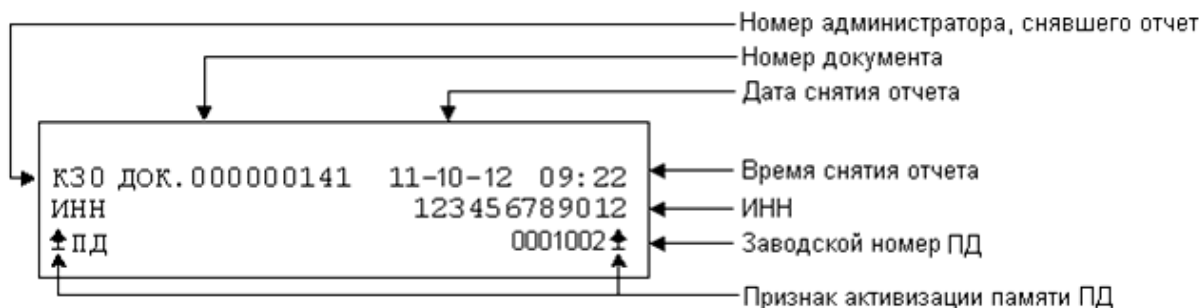 Номер администратора, снявшего отчет
Номер документа
Дата снятия отчета
К30 ДОК.000000141 11-10-12 09:22
Время снятия отчета
ИНН 123456789012
ИНН
ПД 0001002
Заводской номер ПД
Признак активизации памяти ПД